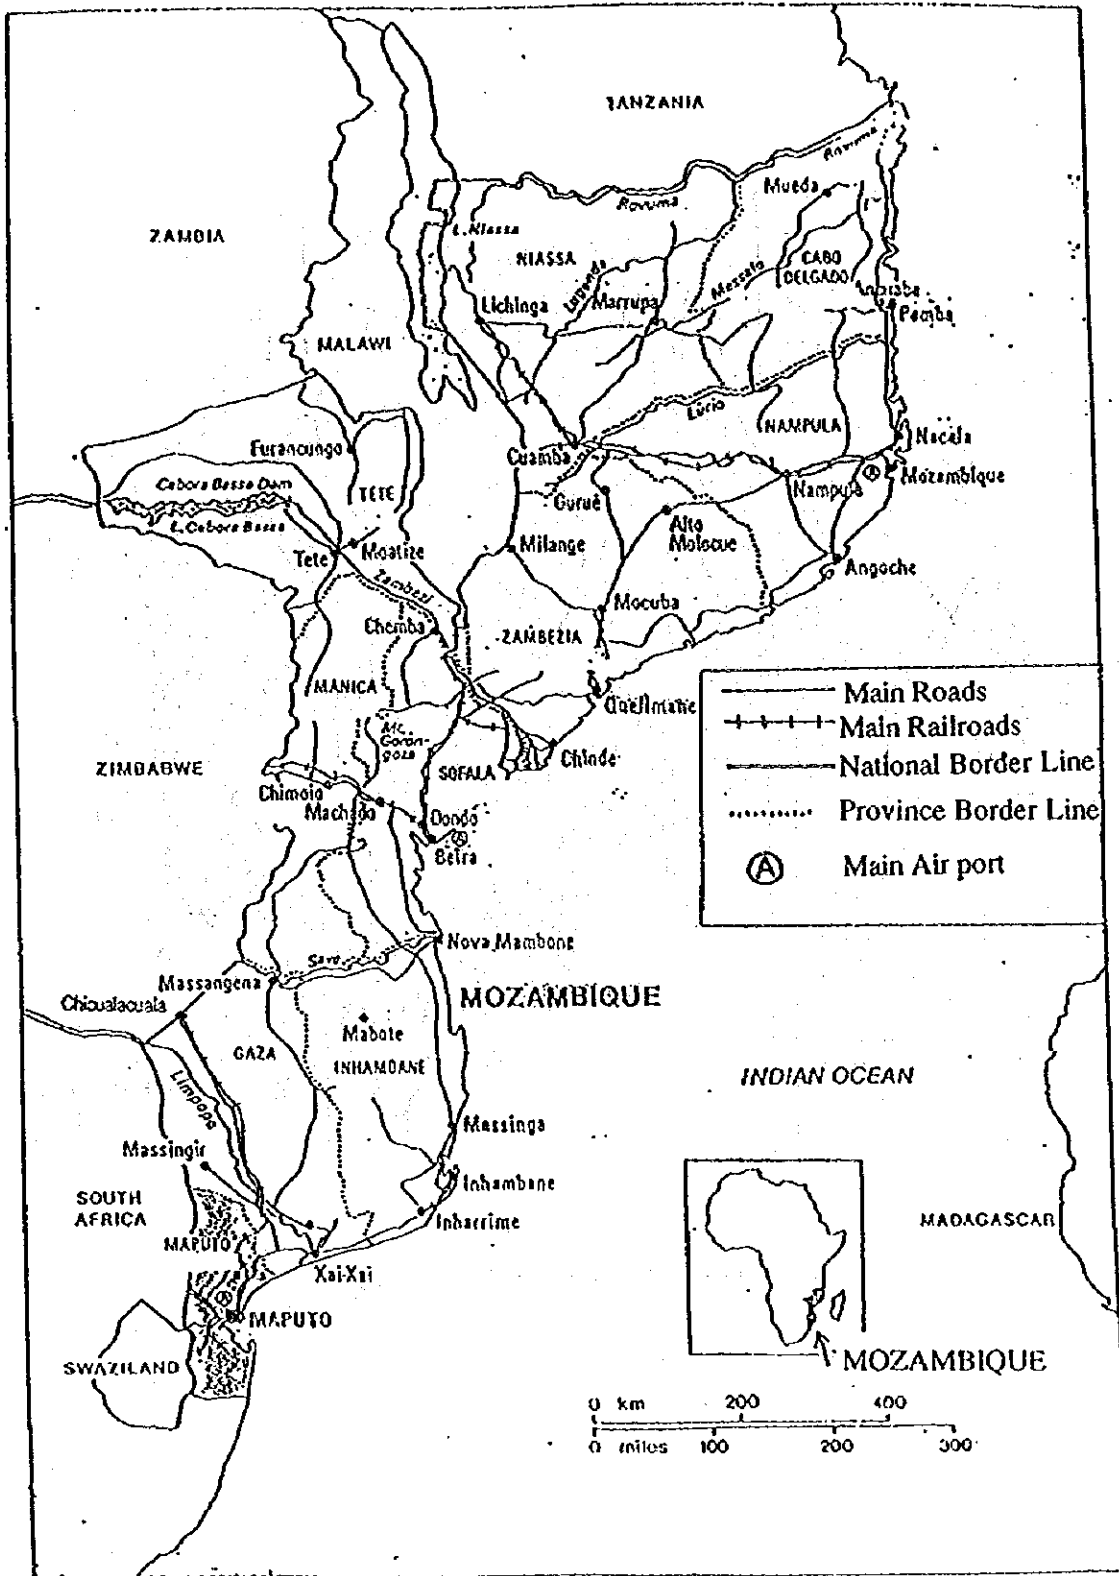 TANZANIA
Rovuma
Mueda
ZAMBIA
Rovuma
L. Niassa
NIASSA
CABO
DELGADO
Lugenda
Messalo
Marrupa
Lichinga
Pemba
MALAWI
Lúrio
NAMPULA
Nacala
Furancungo
Cuamba
Mozambique
Nampula
Cabora Bassa Dam
TETE
Guruè
L. Cabora Bassa
Alto
Molocue
Tete
Moatize
Milange
Angoche
Zambezi
Mocuba
Chemba
ZAMBEZIA
MANICA
Main Roads
Quelimane
Main Railroads
SOFALA
Chinde
ZIMBABWE
National Border Line
Chimoio
Machado
Dondo
Province Border Line
Beira
Main Air port
A
Nova Mambone
Save
Massangena
MOZAMBIQUE
Chicualacuala
Mabote
GAZA
INHAMBANE
INDIAN OCEAN
Limpopo
Massinga
Massingir
Inhambane
SOUTH
AFRICA
Inharrime
MADAGASCAR
MAPUTO
Xai-Xai
MAPUTO
SWAZILAND
MOZAMBIQUE
0 km 200 400
0 miles 100 200 300